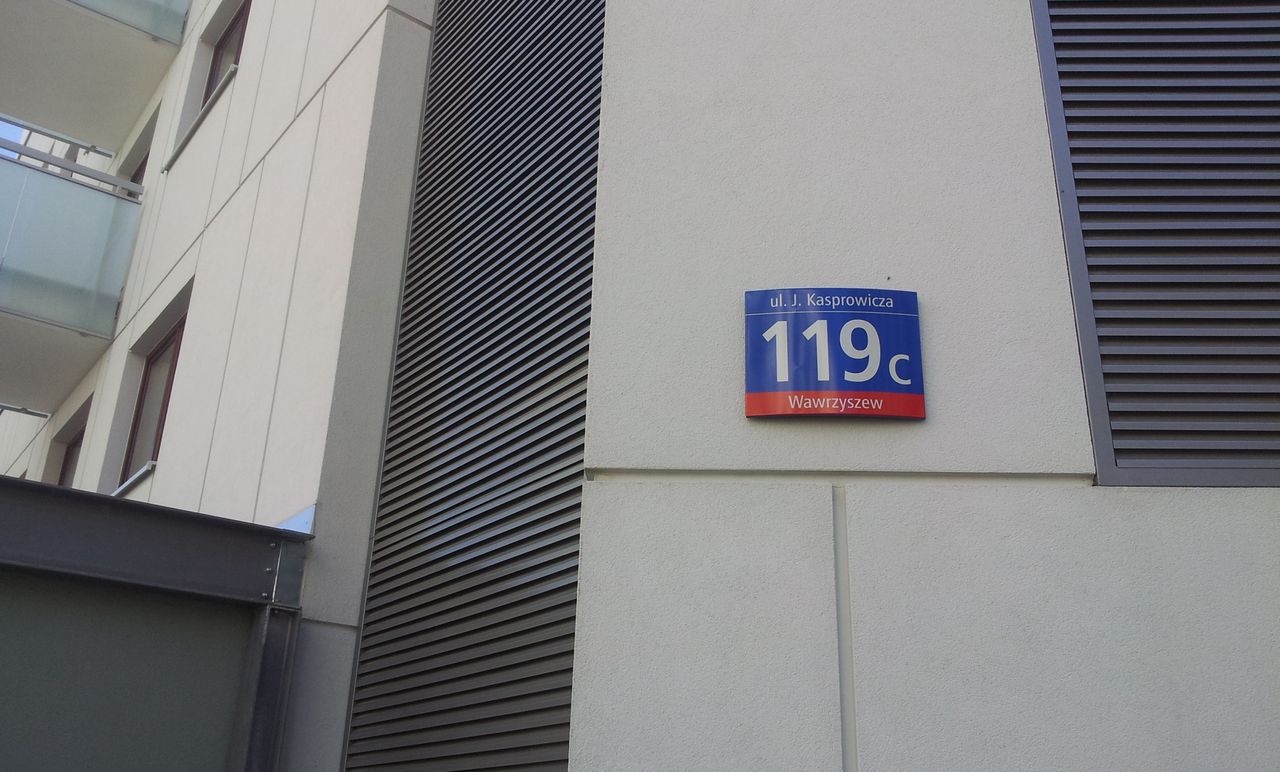 ul. J. Kasprowicza
119c
Wawrzyszew